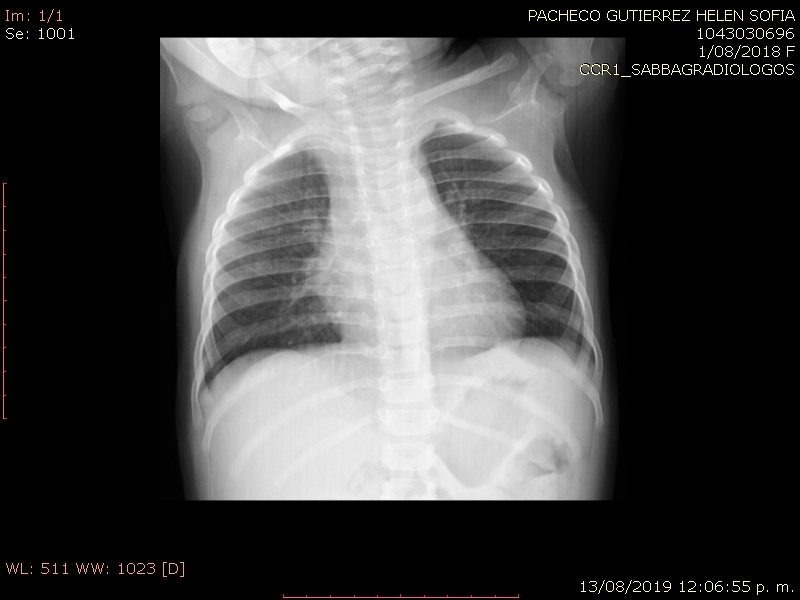 Im: 1/1
Se: 1001
PACHECO GUTIERREZ HELEN SOFIA
1043030696
1/08/2018 F
CCR1_SABBAGRADIOLOGOS
WL: 511 WW: 1023 [D]
13/08/2019 12:06:55 p. m.